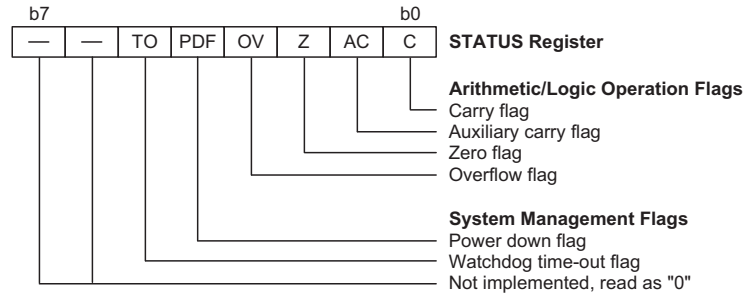 b7 b0
— — TO PDF OV Z AC C STATUS Register
Arithmetic/Logic Operation Flags
Carry flag
Auxiliary carry flag
Zero flag
Overflow flag
System Management Flags
Power down flag
Watchdog time-out flag
Not implemented, read as "0"